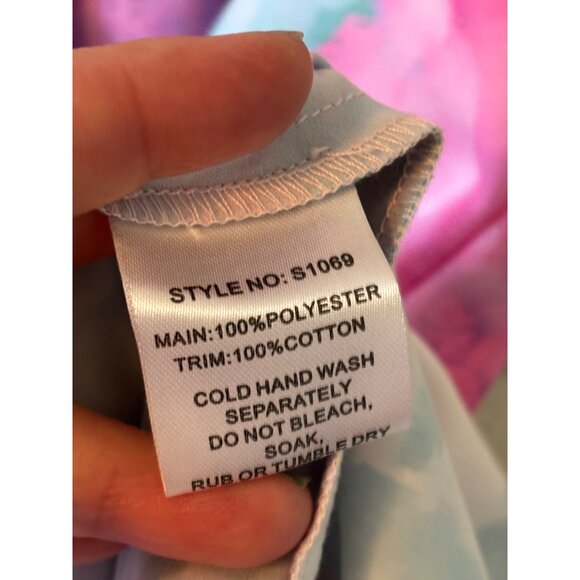 STYLE NO: S1069
MAIN:100%POLYESTER
TRIM:100%COTTON
COLD HAND WASH
SEPARATELY
DO NOT BLEACH,
SOAK,
RUB OR TUMBLE DRY